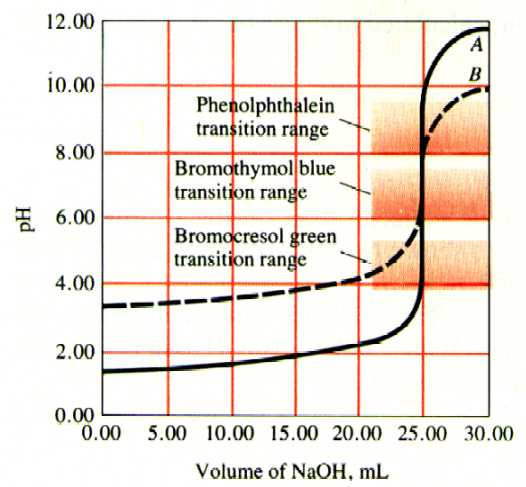 12.00
10.00
8.00
6.00
4.00
2.00
0.00
pH
A
B
Phenolphthalein
transition range
Bromothymol blue
transition range
Bromocresol green
transition range
0.00 5.00 10.00 15.00 20.00 25.00 30.00
Volume of NaOH, mL